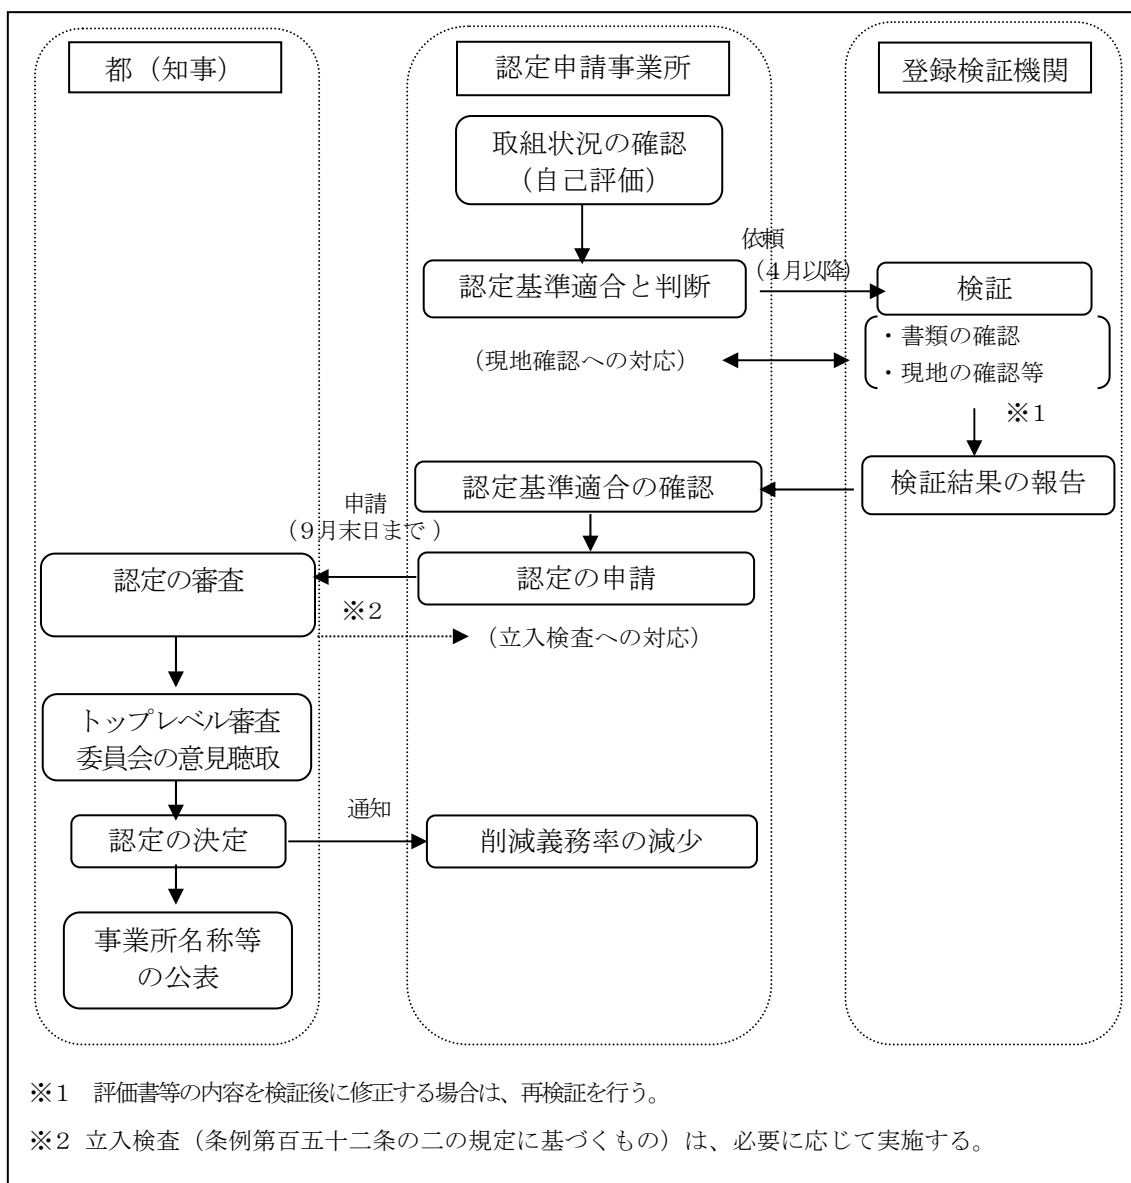 都（知事）
認定申請事業所
登録検証機関
取組状況の確認
（自己評価）
依頼
（4月以降）
認定基準適合と判断
検証
・書類の確認
・現地の確認等
（現地確認への対応）
※1
認定基準適合の確認
検証結果の報告
申請
（9月末日まで ）
認定の審査
認定の申請
※2
（立入検査への対応）
トップレベル審査
委員会の意見聴取
通知
認定の決定
削減義務率の減少
事業所名称等
の公表
※1　評価書等の内容を検証後に修正する場合は、再検証を行う。
※2 立入検査（条例第百五十二条の二の規定に基づくもの）は、必要に応じて実施する。